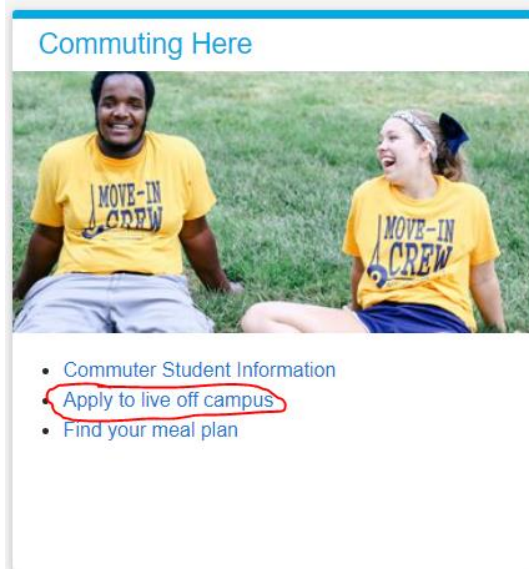 Commuting Here
MOVE-IN
CREW
MOVE-IN
CREW
Commuter Student Information
Apply to live off campus
Find your meal plan